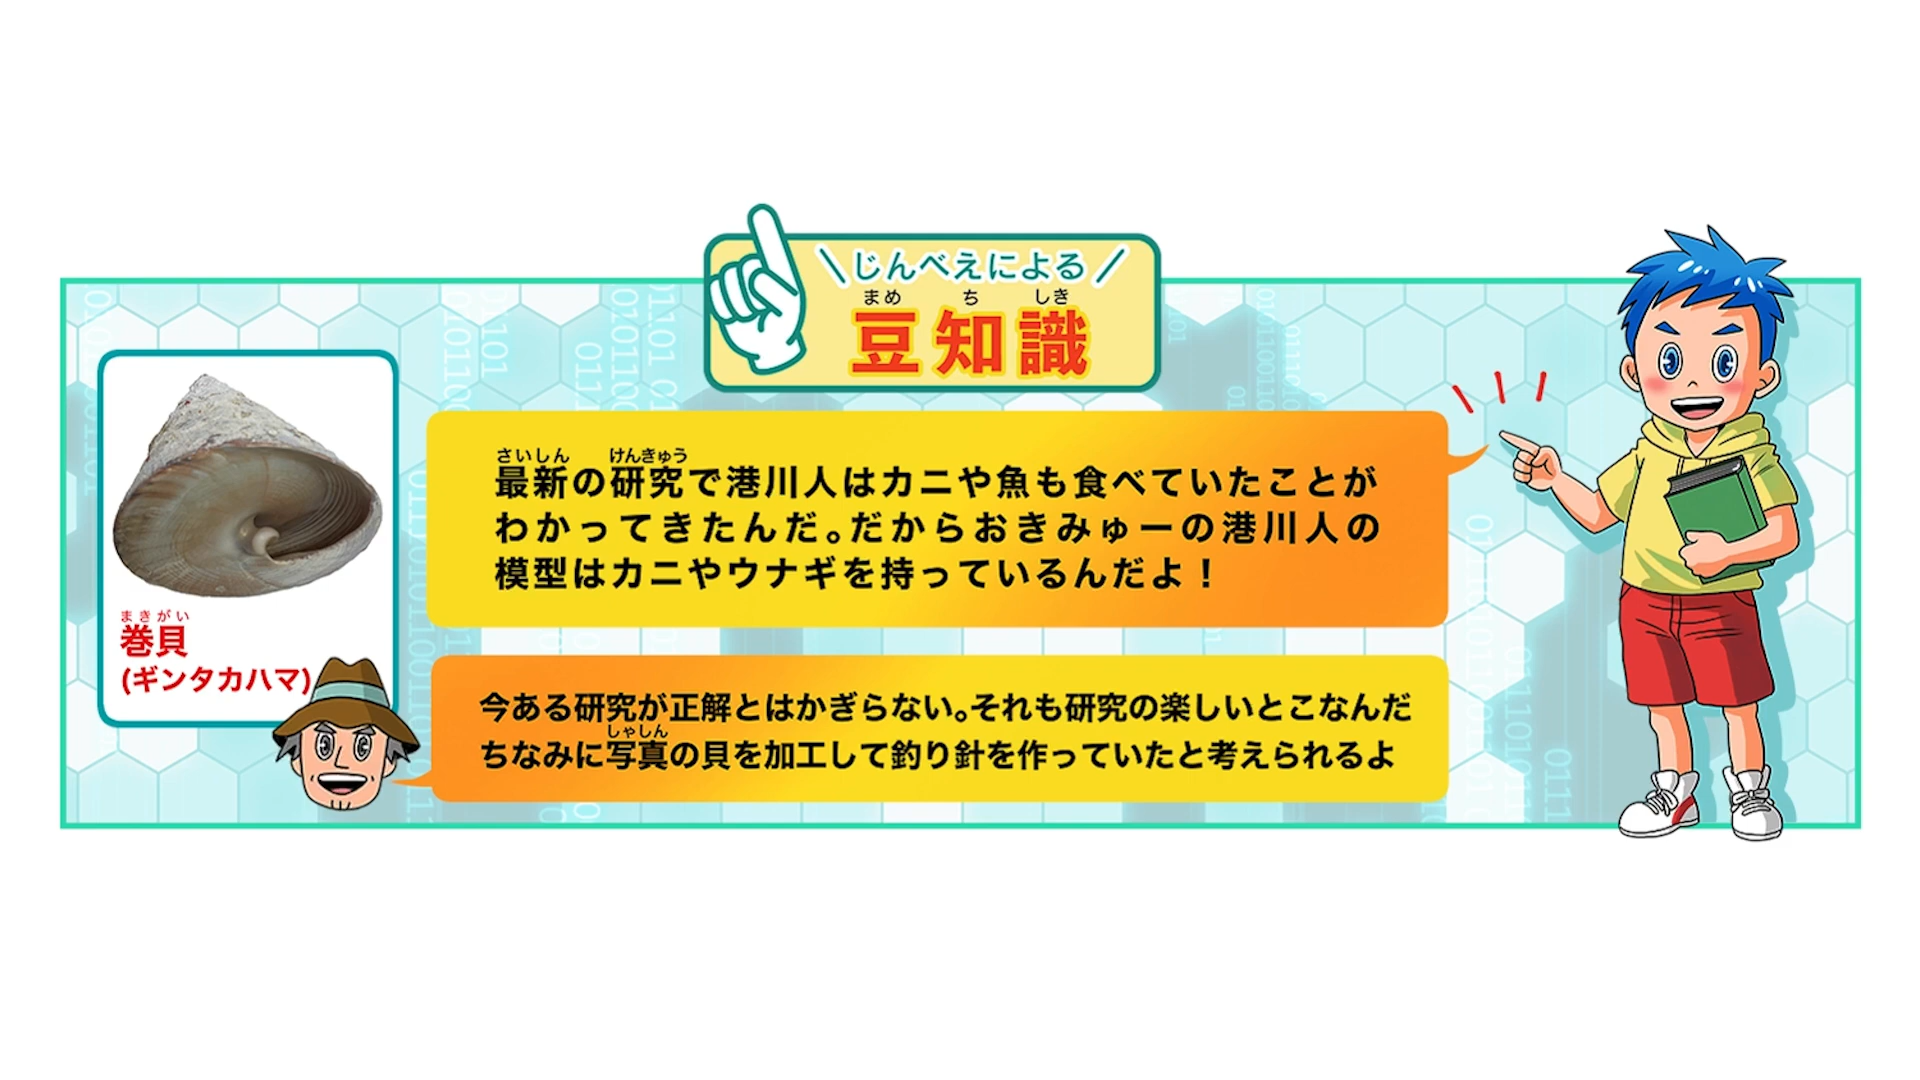 じんべえによる
まめ ち しき
豆知識
さいしん けんきゅう
最新の研究で港川人はカニや魚も食べていたことが
わかってきたんだ。だからおきみゅーの港川人の
模型はカニやウナギを持っているんだよ！
まきがい
巻貝
(ギンタカハマ)
今ある研究が正解とはかぎらない。それも研究の楽しいとこなんだ
しゃしん
ちなみに写真の貝を加工して釣り針を作っていたと考えられるよ